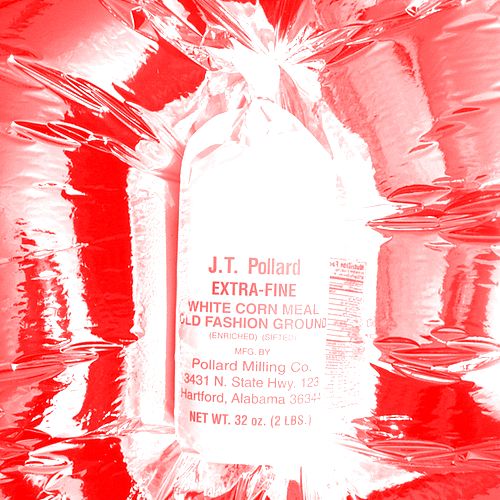 J.T. Pollard
EXTRA-FINE
WHITE CORN MEAL
OLD FASHION GROUND
(ENRICHED) (SIFTED)
MFG. BY
Pollard Milling Co.
3431 N. State Hwy. 123
Hartford, Alabama 36344
NET WT. 32 oz. (2 LBS.)